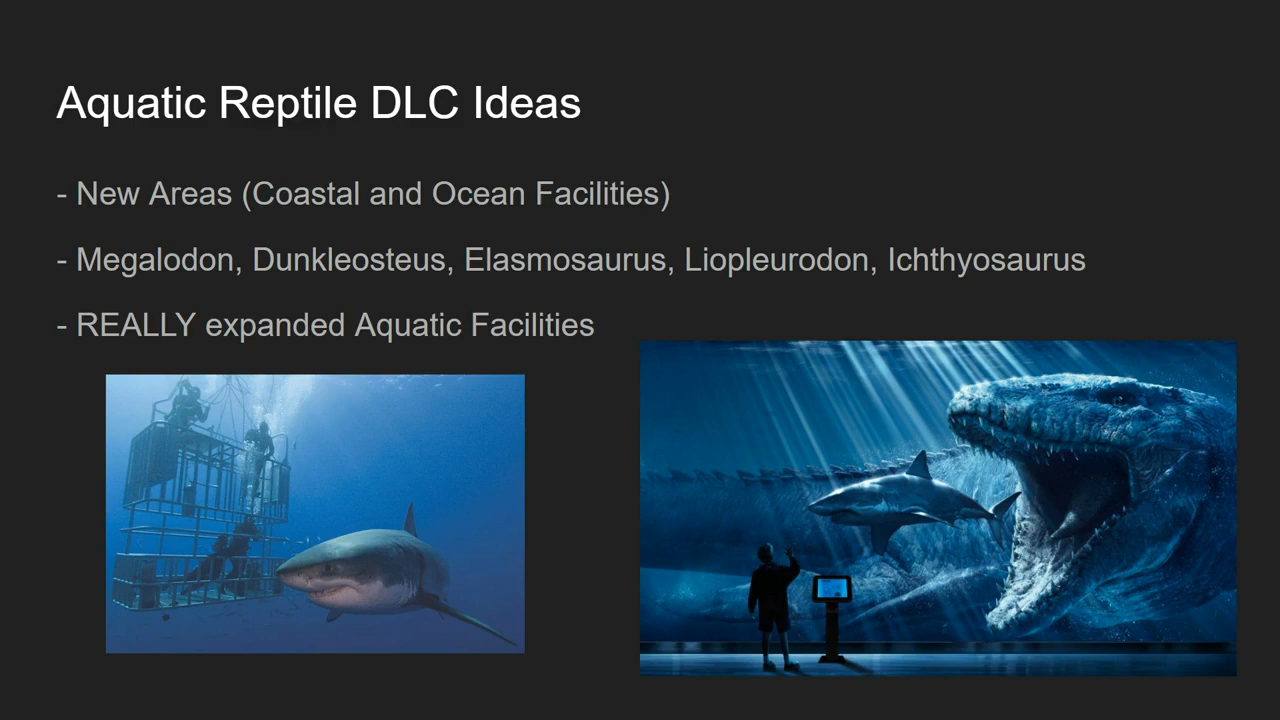 Aquatic Reptile DLC Ideas
- New Areas (Coastal and Ocean Facilities)
- Megalodon, Dunkleosteus, Elasmosaurus, Liopleurodon, Ichthyosaurus
- REALLY expanded Aquatic Facilities